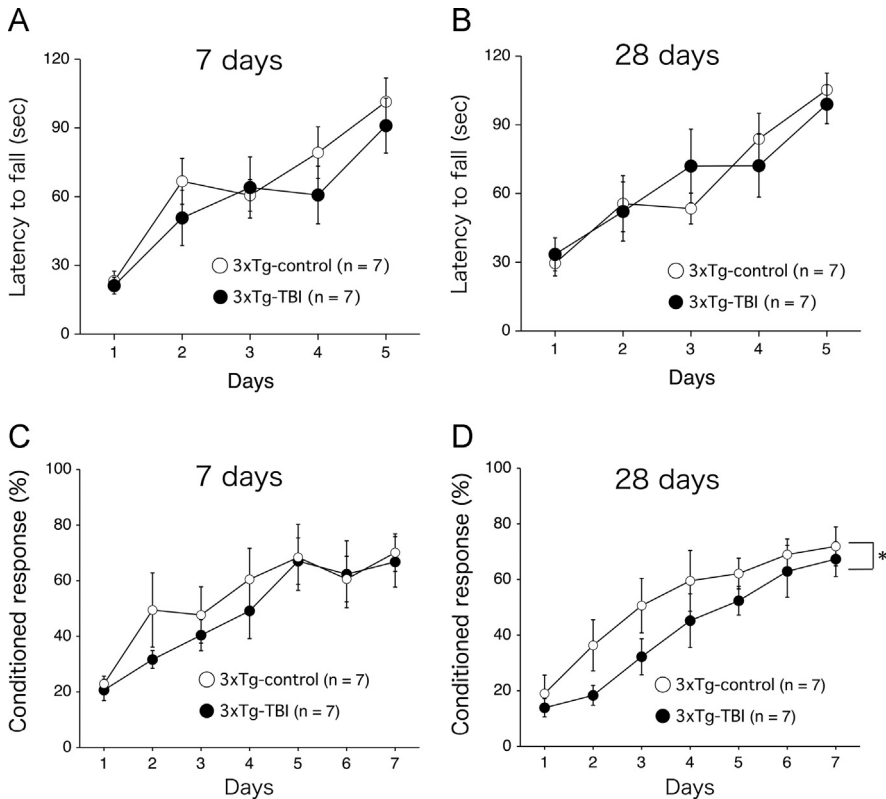 A
7 days
Latency to fall (sec)
120
90
60
30
0
3xTg-control (n = 7)
3xTg-TBI (n = 7)
1 2 3 4 5
Days
B
28 days
Latency to fall (sec)
120
90
60
30
0
3xTg-control (n = 7)
3xTg-TBI (n = 7)
1 2 3 4 5
Days
C
7 days
Conditioned response (%)
100
80
60
40
20
0
3xTg-control (n = 7)
3xTg-TBI (n = 7)
1 2 3 4 5 6 7
Days
D
28 days
Conditioned response (%)
100
80
60
40
20
0
*
3xTg-control (n = 7)
3xTg-TBI (n = 7)
1 2 3 4 5 6 7
Days